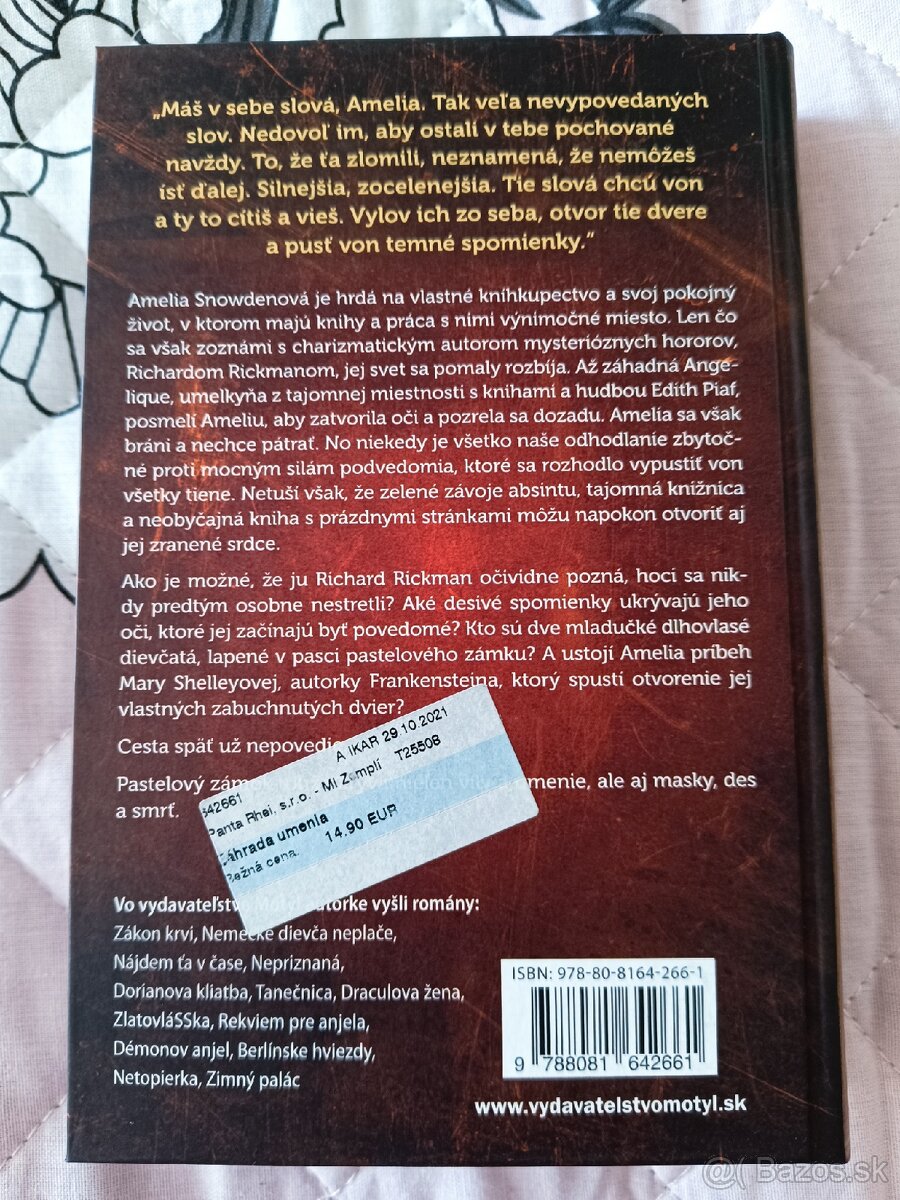 „Máš v sebe slová, Amelia. Tak veľa nevypovedaných
slov. Nedovoľ im, aby ostali v tebe pochované
navždy. To, že ťa zlomili, neznamená, že nemôžeš
ísť ďalej. Silnejšia, zocelenejšia. Tie slová chcú von
a ty to cítiš a vieš. Vylov ich zo seba, otvor tie dvere
a pusť von temné spomienky.“
Amelia Snowdenová je hrdá na vlastné kníhkupectvo a svoj pokojný
život, v ktorom majú knihy a práca s nimi výnimočné miesto. Len čo
sa však zoznámi s charizmatickým autorom mysterióznych hororov,
Richardom Rickmanom, jej svet sa pomaly rozbíja. Až záhadná Ange-
lique, umelkyňa z tajomnej miestnosti s knihami a hudbou Edith Piaf,
posmelí Ameliu, aby zatvorila oči a pozrela sa dozadu. Amelia sa však
bráni a nechce pátrať. No niekedy je všetko naše odhodlanie zbytoč-
né proti mocným silám podvedomia, ktoré sa rozhodlo vypustiť von
všetky tiene. Netuší však, že zelené závoje absintu, tajomná knižnica
a neobyčajná kniha s prázdnymi stránkami môžu napokon otvoriť aj
jej zranené srdce.
Ako je možné, že ju Richard Rickman očividne pozná, hoci sa nik-
dy predtým osobne nestretli? Aké desivé spomienky ukrývajú jeho
oči, ktoré jej začínajú byť povedomé? Kto sú dve mladučké dlhovlasé
dievčatá, lapené v pasci pastelového zámku? A ustojí Amelia príbeh
Mary Shelleyovej, autorky Frankensteina, ktorý spustí otvorenie jej
vlastných zabuchnutých dvier?
Cesta späť už
Pastelový ale aj masky, des
a smrť.
A IKAR 29.10.2021
642661
Panta Rhei, s.r.o. - MI Zemplí T25508
Záhrada umenia
Bežná cena. 14.90 EUR
Vo vydavateľstve Motýľ autorke vyšli romány:
Zákon krvi, Nemecké dievča neplače,
Nájdem ťa v čase, Nepriznaná,
Dorianova kliatba, Tanečnica, Draculova žena,
ZlatovláSSka, Rekviem pre anjela,
Démonov anjel, Berlínske hviezdy,
Netopierka, Zimný palác
ISBN: 978-80-8164-266-1
9 788081 642661
www.vydavatelstvomotyl.sk
@ Bazos.sk